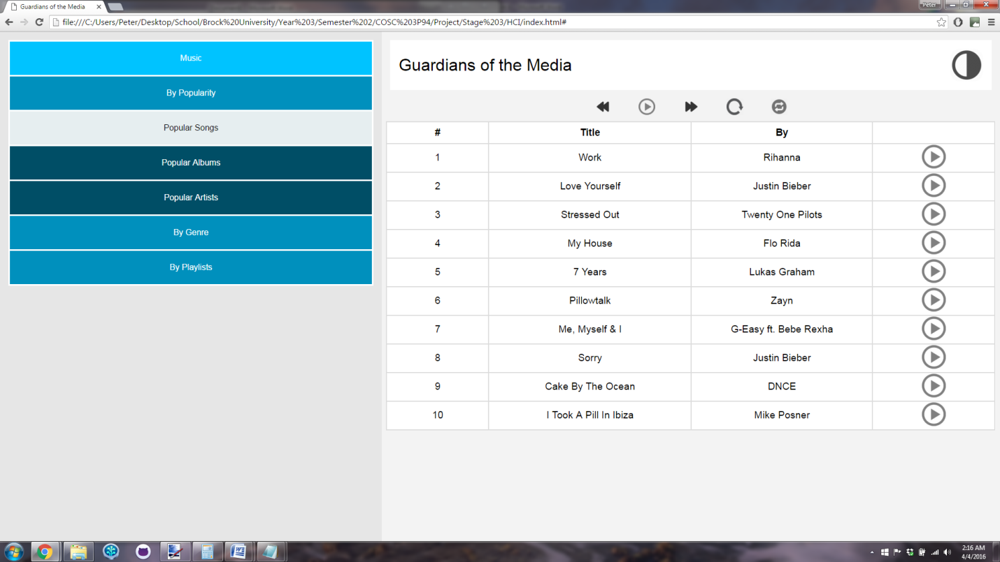 Guardians of the Media
Peter
file:///C:/Users/Peter/Desktop/School/Brock%20University/Year%203/Semester%202/COSC%203P94/Project/Stage%203/HCI/index.html#
Music
By Popularity
Popular Songs
Popular Albums
Popular Artists
By Genre
By Playlists
Guardians of the Media
# Title By
1 Work Rihanna
2 Love Yourself Justin Bieber
3 Stressed Out Twenty One Pilots
4 My House Flo Rida
5 7 Years Lukas Graham
6 Pillowtalk Zayn
7 Me, Myself & I G-Easy ft. Bebe Rexha
8 Sorry Justin Bieber
9 Cake By The Ocean DNCE
10 I Took A Pill In Ibiza Mike Posner
2:16 AM
4/4/2016